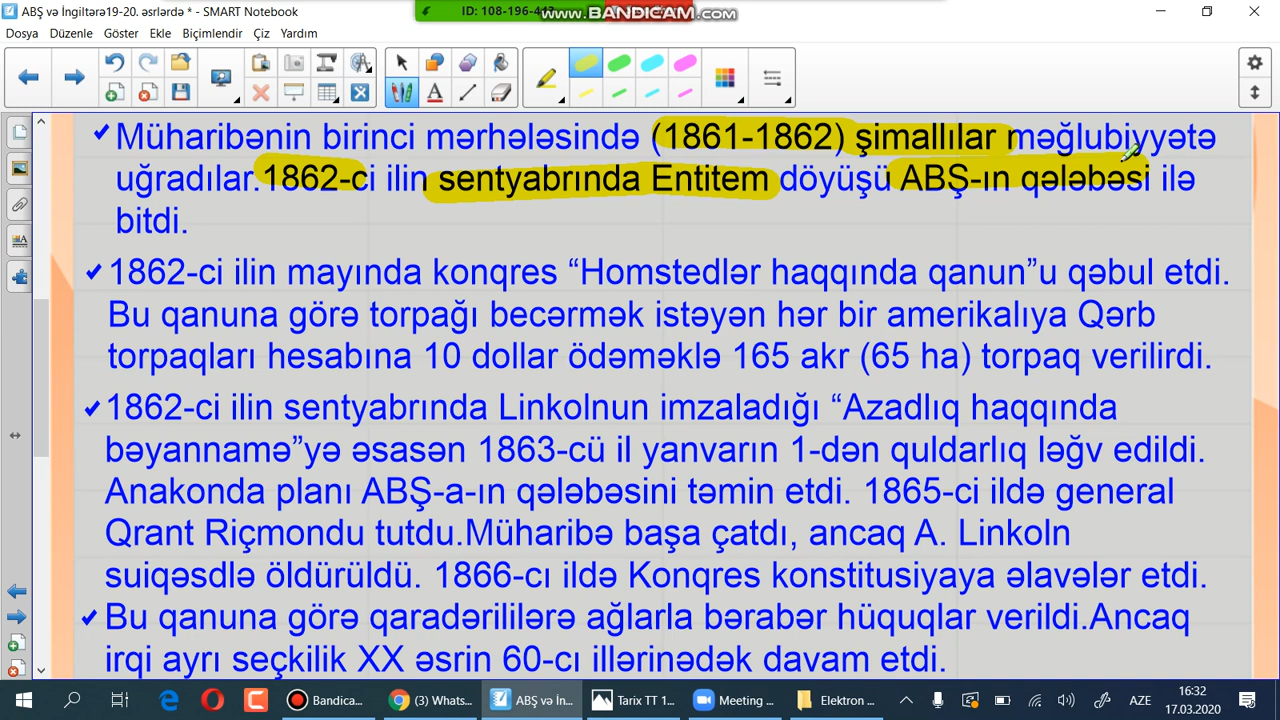 ABŞ və İngiltərə19-20. əsrlərdə * - SMART Notebook
ID: 108-196-443
www.BANDICAM.com
Dosya Düzenle Göster Ekle Biçimlendir Çiz Yardım
Müharibənin birinci mərhələsində (1861-1862) şimallılar məğlubiyyətə
uğradılar.1862-ci ilin sentyabrında Entitem döyüşü ABŞ-ın qələbəsi ilə
bitdi.
1862-ci ilin mayında konqres “Homstedlər haqqında qanun”u qəbul etdi.
Bu qanuna görə torpağı becərmək istəyən hər bir amerikalıya Qərb
torpaqları hesabına 10 dollar ödəməklə 165 akr (65 ha) torpaq verilirdi.
1862-ci ilin sentyabrında Linkolnun imzaladığı “Azadlıq haqqında
bəyannamə”yə əsasən 1863-cü il yanvarın 1-dən quldarlıq ləğv edildi.
Anakonda planı ABŞ-a-ın qələbəsini təmin etdi. 1865-ci ildə general
Qrant Riçmondu tutdu.Müharibə başa çatdı, ancaq A. Linkoln
suiqəsdlə öldürüldü. 1866-cı ildə Konqres konstitusiyaya əlavələr etdi.
Bu qanuna görə qaradərililərə ağlarla bərabər hüquqlar verildi.Ancaq
irqi ayrı seçkilik XX əsrin 60-cı illərinədək davam etdi.
Bandica... (3) Whats... ABŞ və İn... Tarix TT 1... Meeting ... Elektron ... AZE 16:32
17.03.2020